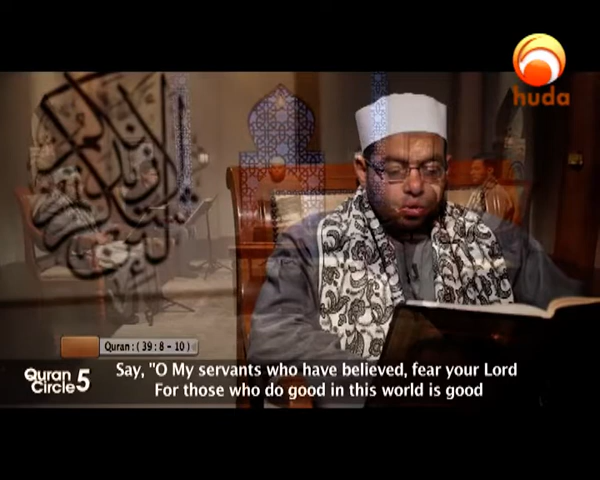 huda
Quran : ( 39 : 8 - 10 )
Quran Circle 5
Say, "O My servants who have believed, fear your Lord
For those who do good in this world is good